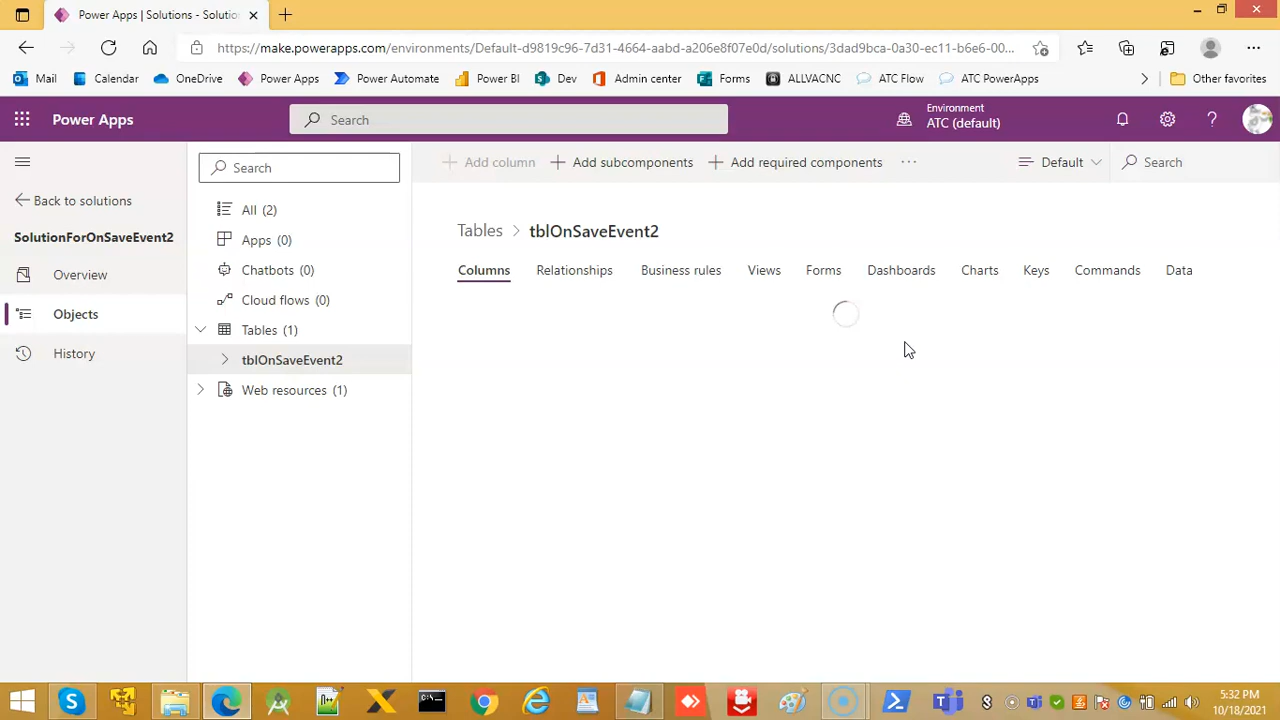 Power Apps | Solutions - Solutio
https://make.powerapps.com/environments/Default-d9819c96-7d31-4664-aabd-a206e8f07e0d/solutions/3dad9bca-0a30-ec11-b6e6-00...
Mail Calendar OneDrive Power Apps Power Automate Power BI Dev Admin center Forms ALLVACNC ATC Flow ATC PowerApps Other favorites
Power Apps
Search
Environment
ATC (default)
Search
Add column
Add subcomponents
Add required components
Default
Search
Back to solutions
SolutionForOnSaveEvent2
Overview
Objects
History
All (2)
Apps (0)
Chatbots (0)
Cloud flows (0)
Tables (1)
tblOnSaveEvent2
Web resources (1)
Tables > tblOnSaveEvent2
Columns Relationships Business rules Views Forms Dashboards Charts Keys Commands Data
5:32 PM
10/18/2021